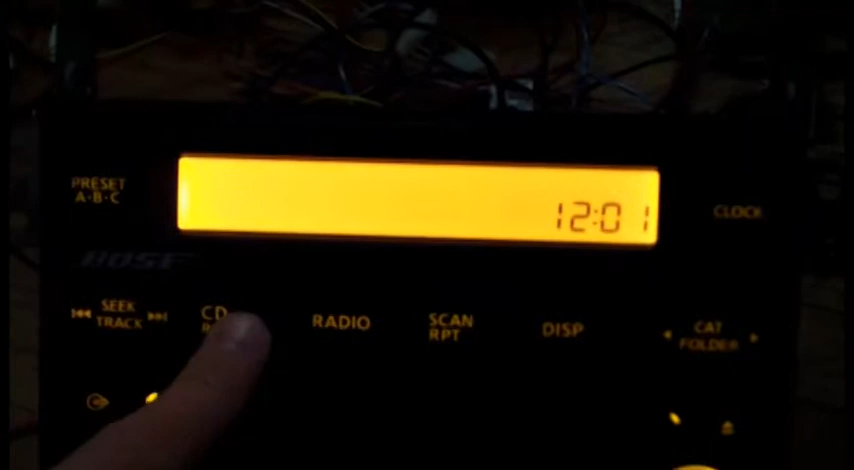 PRESET
A·B·C
12:01
CLOCK
BOSE
SEEK
TRACK
CD
RADIO
SCAN
RPT
DISP
CAT
FOLDER